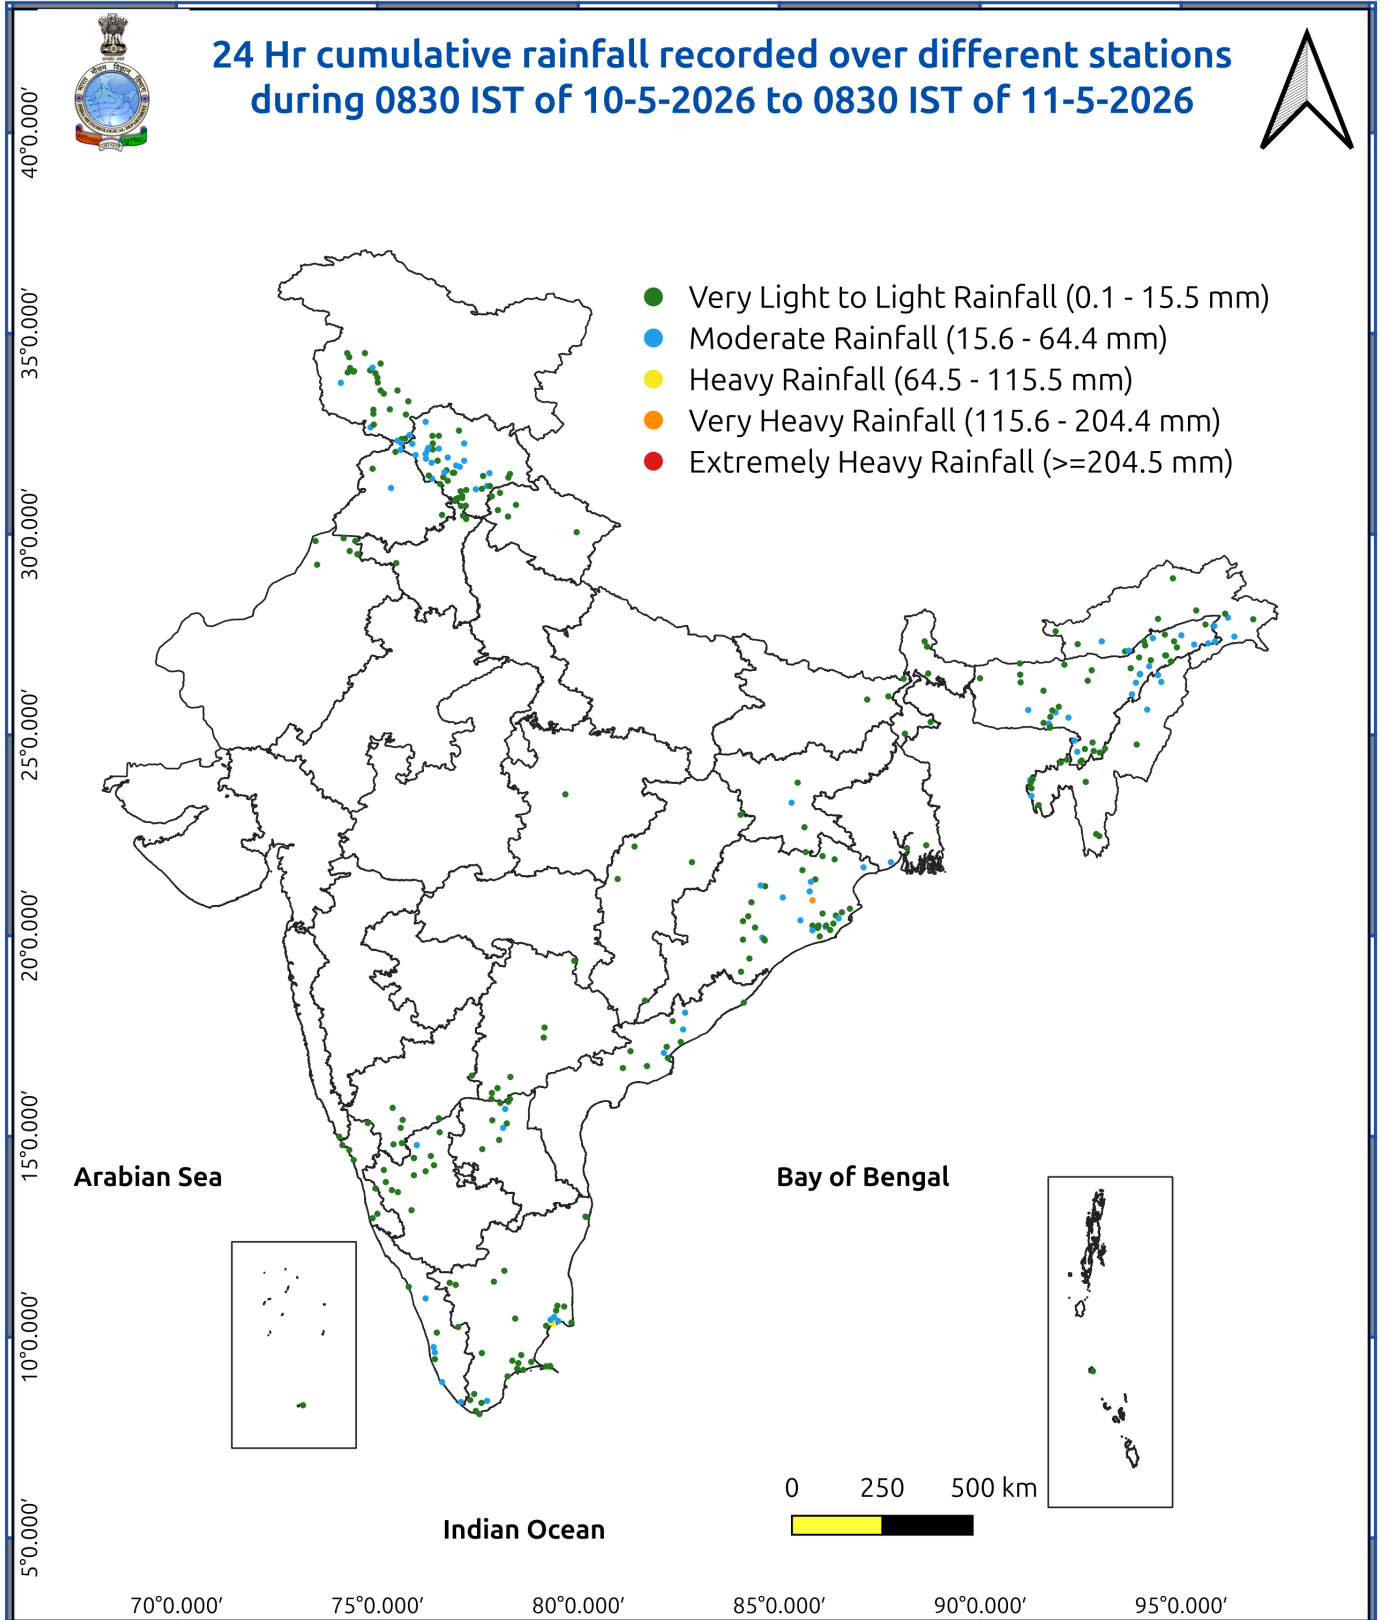 24 Hr cumulative rainfall recorded over different stations
during 0830 IST of 10-5-2026 to 0830 IST of 11-5-2026
Very Light to Light Rainfall (0.1 - 15.5 mm)
Moderate Rainfall (15.6 - 64.4 mm)
Heavy Rainfall (64.5 - 115.5 mm)
Very Heavy Rainfall (115.6 - 204.4 mm)
Extremely Heavy Rainfall (>=204.5 mm)
40°0.000′
35°0.000′
30°0.000′
25°0.000′
20°0.000′
15°0.000′
10°0.000′
5°0.000′
Arabian Sea
Bay of Bengal
Indian Ocean
0 250 500 km
70°0.000′ 75°0.000′ 80°0.000′ 85°0.000′ 90°0.000′ 95°0.000′